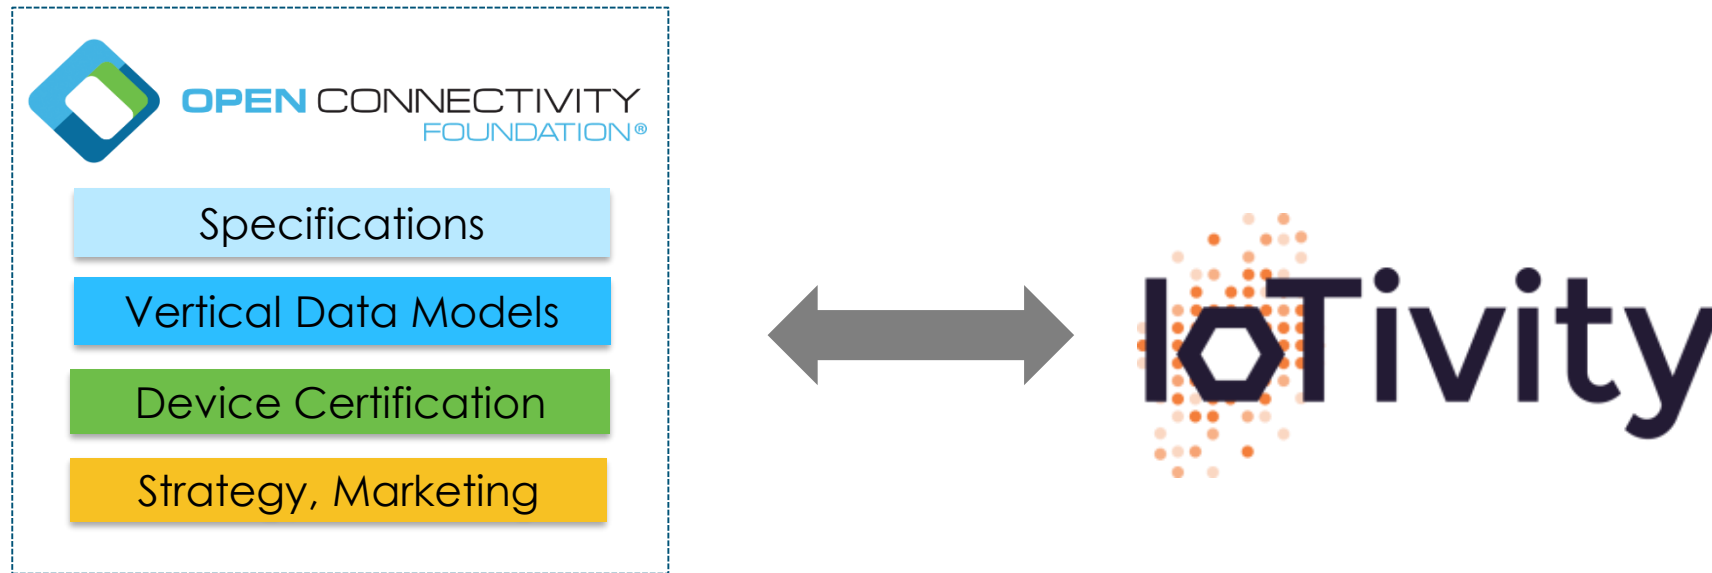 OPEN CONNECTIVITY
FOUNDATION®
Specifications
Vertical Data Models
Device Certification
Strategy, Marketing
IoTivity